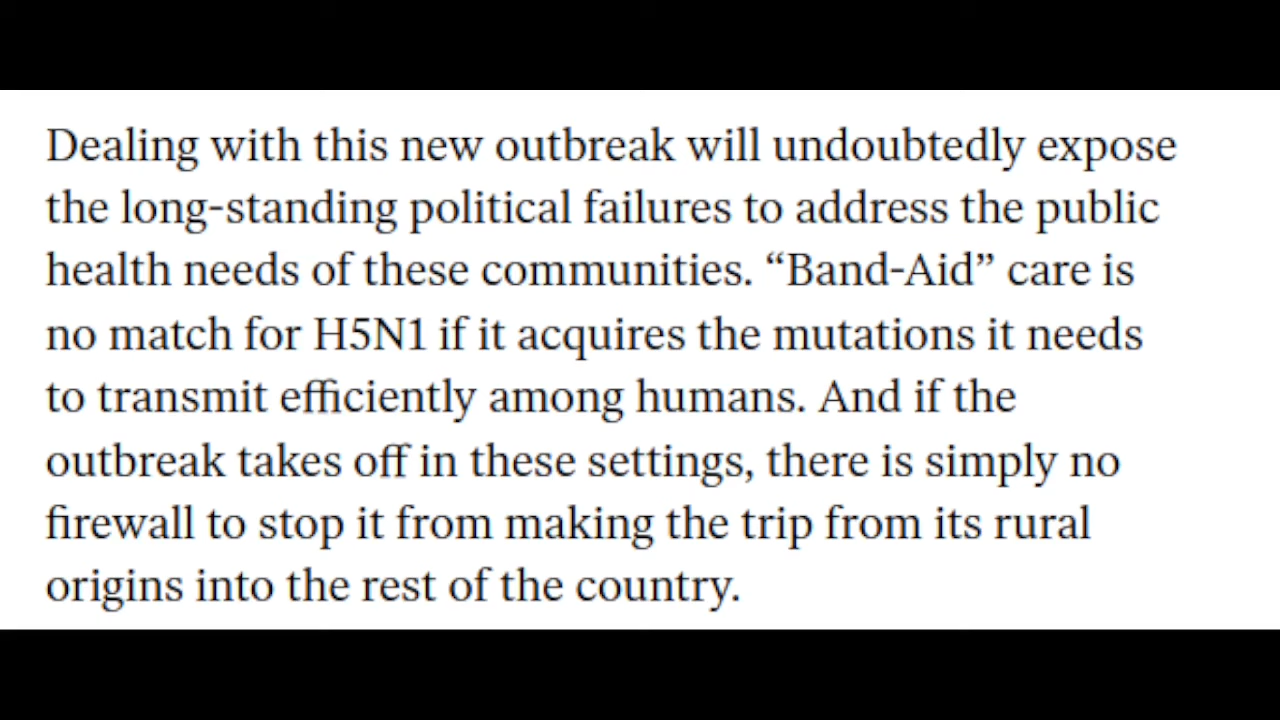 Dealing with this new outbreak will undoubtedly expose
the long-standing political failures to address the public
health needs of these communities. “Band-Aid” care is
no match for H5N1 if it acquires the mutations it needs
to transmit efficiently among humans. And if the
outbreak takes off in these settings, there is simply no
firewall to stop it from making the trip from its rural
origins into the rest of the country.